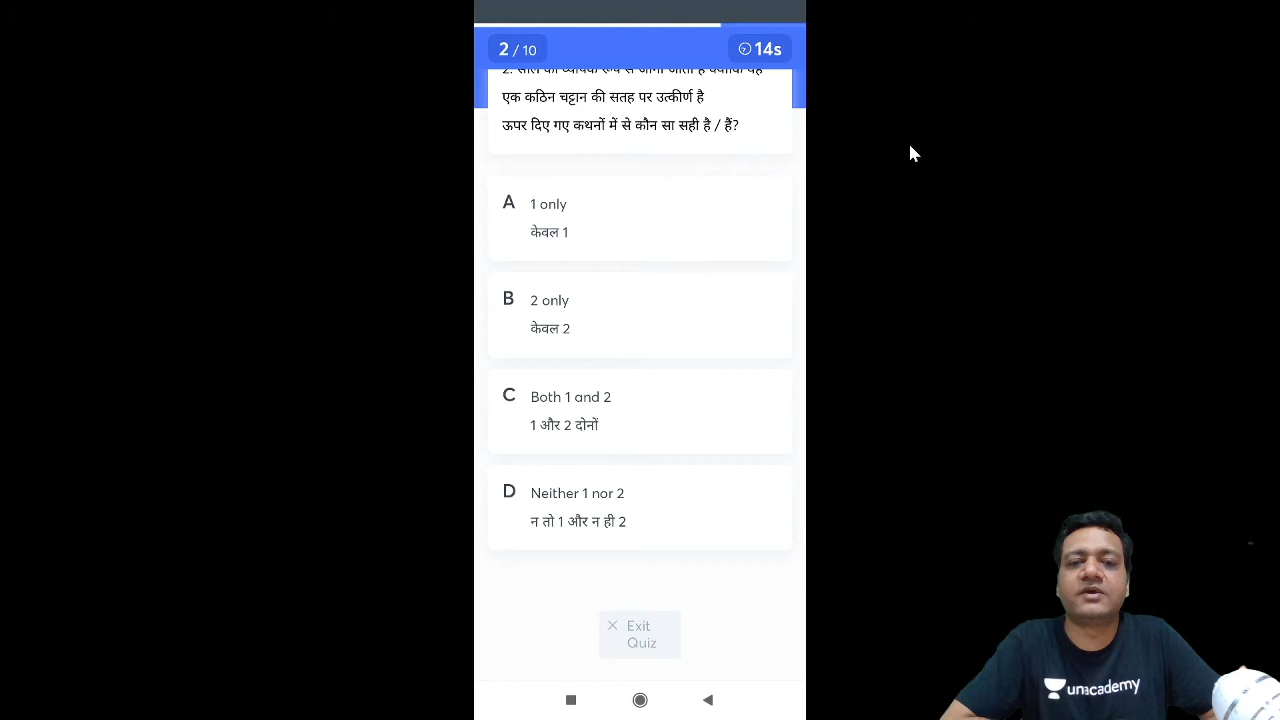 2 / 10
14s
एक कठिन चट्टान की सतह पर उत्कीर्ण है
ऊपर दिए गए कथनों में से कौन सा सही है / हैं?
A 1 only
केवल 1
B 2 only
केवल 2
C Both 1 and 2
1 और 2 दोनों
D Neither 1 nor 2
न तो 1 और न ही 2
Exit
Quiz
unacademy